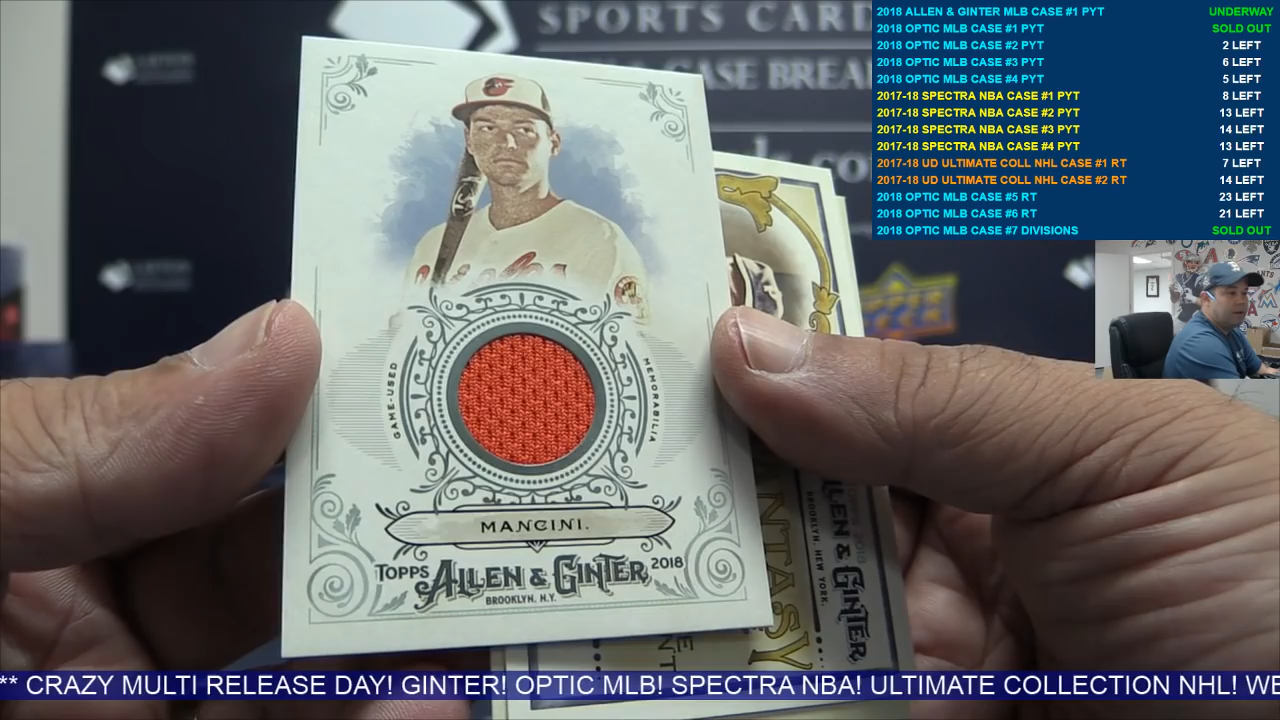 SPORTS CARD
CASE BREA
2018 ALLEN & GINTER MLB CASE #1 PYT UNDERWAY
2018 OPTIC MLB CASE #1 PYT SOLD OUT
2018 OPTIC MLB CASE #2 PYT 2 LEFT
2018 OPTIC MLB CASE #3 PYT 6 LEFT
2018 OPTIC MLB CASE #4 PYT 5 LEFT
2017-18 SPECTRA NBA CASE #1 PYT 8 LEFT
2017-18 SPECTRA NBA CASE #2 PYT 13 LEFT
2017-18 SPECTRA NBA CASE #3 PYT 14 LEFT
2017-18 SPECTRA NBA CASE #4 PYT 13 LEFT
2017-18 UD ULTIMATE COLL NHL CASE #1 RT 7 LEFT
2017-18 UD ULTIMATE COLL NHL CASE #2 RT 14 LEFT
2018 OPTIC MLB CASE #5 RT 23 LEFT
2018 OPTIC MLB CASE #6 RT 21 LEFT
2018 OPTIC MLB CASE #7 DIVISIONS SOLD OUT
GAME-USED
MEMORABILIA
MANCINI.
TOPPS ALLEN & GINTER 2018
BROOKLYN, N.Y.
ALLEN & GINTER
BROOKLYN, NEW YORK.
NTASY
** CRAZY MULTI RELEASE DAY! GINTER! OPTIC MLB! SPECTRA NBA! ULTIMATE COLLECTION NHL! WE